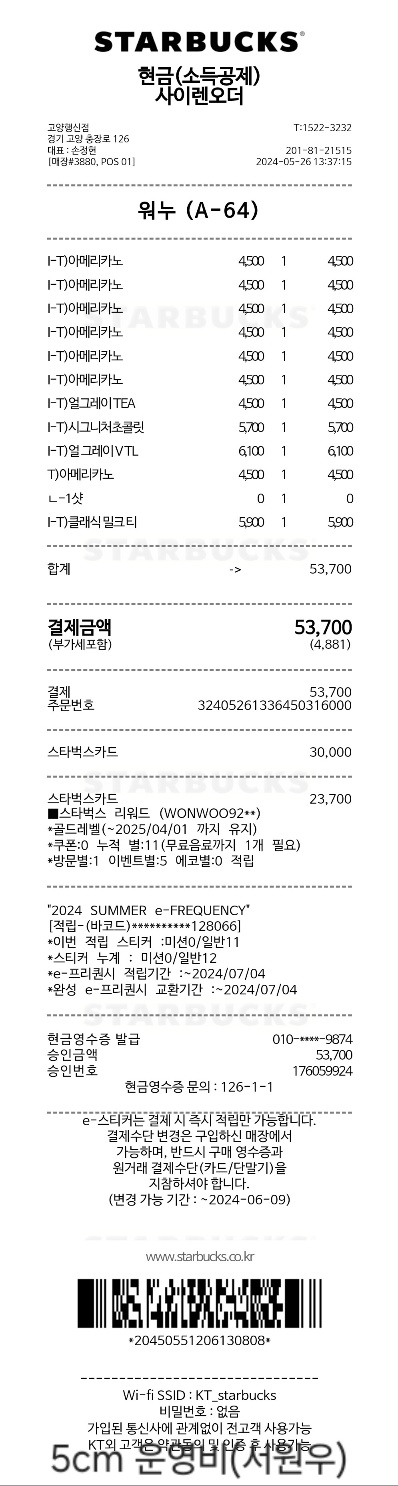 STARBUCKS
현금(소득공제)
사이렌오더
고양행신점 T:1522-3232
경기 고양 충장로 126
대표 : 손정현 201-81-21515
[매장#3880, POS 01] 2024-05-26 13:37:15
워누 (A-64)
I-T)아메리카노 4,500 1 4,500
I-T)아메리카노 4,500 1 4,500
I-T)아메리카노 4,500 1 4,500
I-T)아메리카노 4,500 1 4,500
I-T)아메리카노 4,500 1 4,500
I-T)아메리카노 4,500 1 4,500
I-T)얼그레이TEA 4,500 1 4,500
I-T)시그니처초콜릿 5,700 1 5,700
I-T)얼그레이VTL 6,100 1 6,100
T)아메리카노 4,500 1 4,500
ㄴ-1샷 0 1 0
I-T)클래식밀크티 5,900 1 5,900
합계 -> 53,700
결제금액 53,700
(부가세포함) (4,881)
결제 53,700
주문번호 32405261336450316000
스타벅스카드 30,000
스타벅스카드 23,700
■스타벅스 리워드 (WONWOO92**)
*골드레벨(~2025/04/01 까지 유지)
*쿠폰:0 누적 별:11(무료음료까지 1개 필요)
*방문별:1 이벤트별:5 에코별:0 적립
"2024 SUMMER e-FREQUENCY"
[적립-(바코드)**********128066]
*이번 적립 스티커 :미션0/일반11
*스티커 누계 : 미션0/일반12
*e-프리퀀시 적립기간 :~2024/07/04
*완성 e-프리퀀시 교환기간 :~2024/07/04
현금영수증 발급 010-****-9874
승인금액 53,700
승인번호 176059924
현금영수증 문의 : 126-1-1
e-스티커는 결제 시 즉시 적립만 가능합니다.
결제수단 변경은 구입하신 매장에서
가능하며, 반드시 구매 영수증과
원거래 결제수단(카드/단말기)을
지참하셔야 합니다.
(변경 가능 기간 : ~2024-06-09)
www.starbucks.co.kr
*20450551206130808*
Wi-fi SSID : KT_starbucks
비밀번호 : 없음
가입된 통신사에 관계없이 전고객 사용가능
KT외 고객은 약관동의 및 인증 후 사용가능
5cm 운영비(서원우)